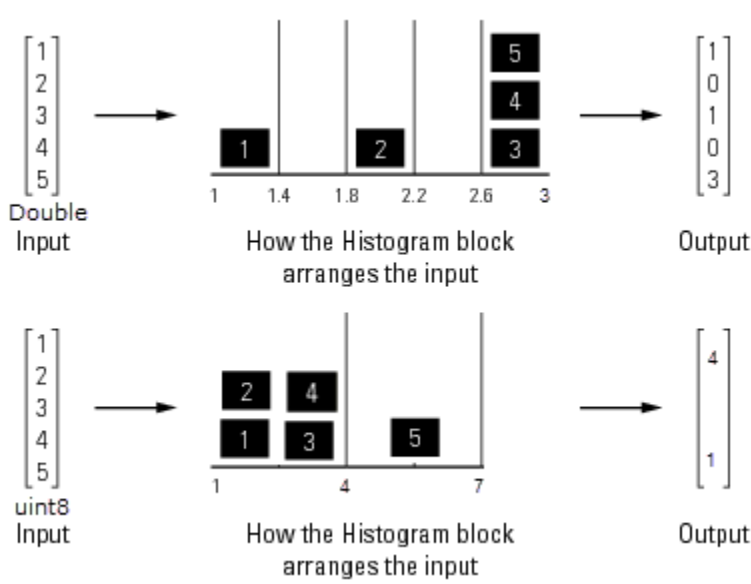 1
2
3
4
5
Double
Input
5
4
1 2 3
1 1.4 1.8 2.2 2.6 3
How the Histogram block
arranges the input
1
0
1
0
3
Output
1
2
3
4
5
uint8
Input
2 4
1 3 5
1 4 7
How the Histogram block
arranges the input
4
1
Output